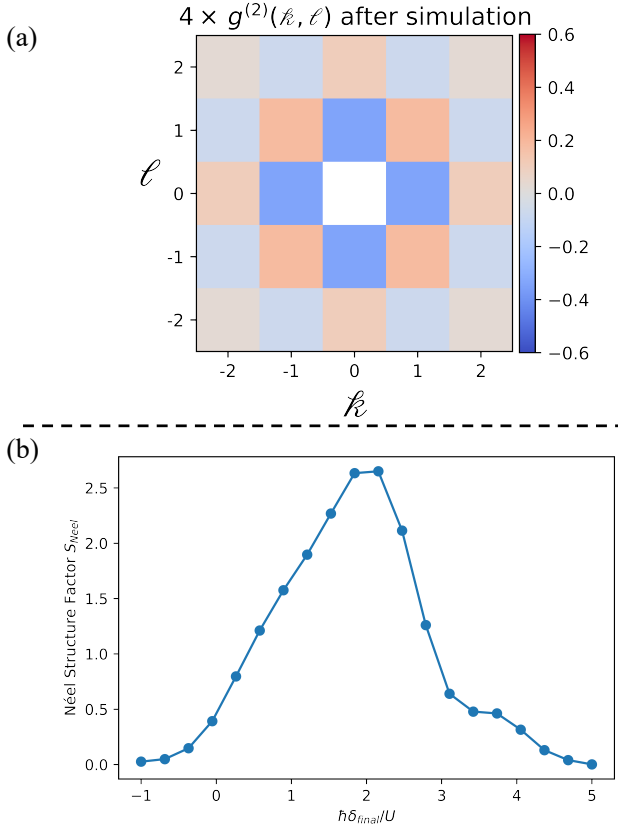 (a)
4 × g⁽²⁾(𝓀, ℓ) after simulation
2
1
0
-1
-2
ℓ
-2 -1 0 1 2
𝓀
0.6
0.4
0.2
0.0
−0.2
−0.4
−0.6
(b)
2.5
2.0
1.5
1.0
0.5
0.0
Néel Structure Factor S_Neel
−1 0 1 2 3 4 5
ħδ_final/U